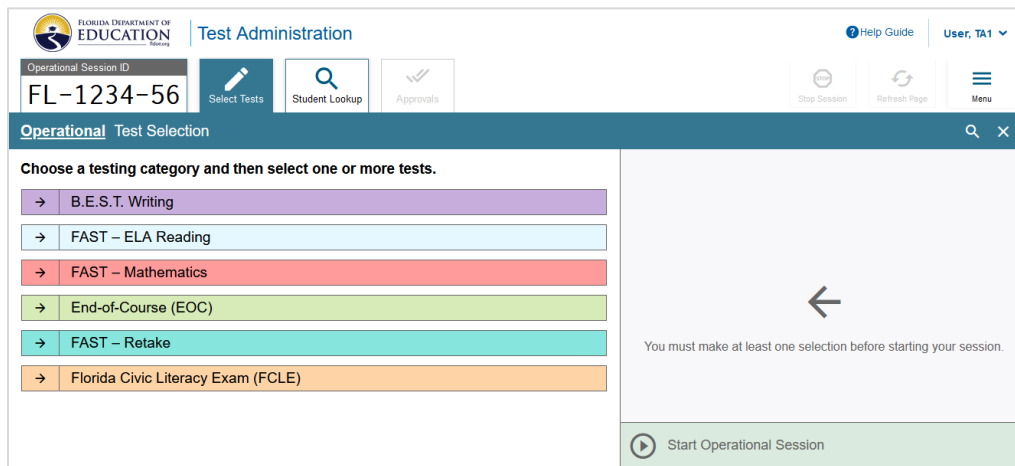 FLORIDA DEPARTMENT OF
EDUCATION
fldoe.org
Test Administration
Help Guide
User, TA1
Operational Session ID
FL-1234-56
Select Tests
Student Lookup
Approvals
STOP
Stop Session
Refresh Page
Menu
Operational Test Selection
Choose a testing category and then select one or more tests.
B.E.S.T. Writing
FAST – ELA Reading
FAST – Mathematics
End-of-Course (EOC)
FAST – Retake
Florida Civic Literacy Exam (FCLE)
You must make at least one selection before starting your session.
Start Operational Session